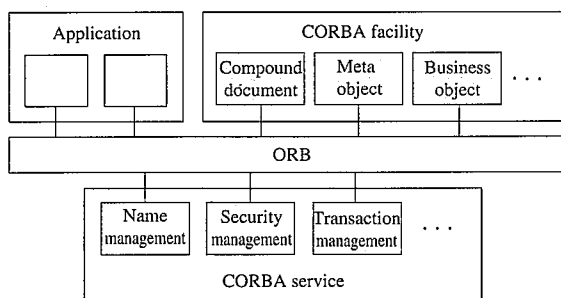 Application
CORBA facility
Compound
document
Meta
object
Business
object
...
ORB
Name
management
Security
management
Transaction
management
...
CORBA service